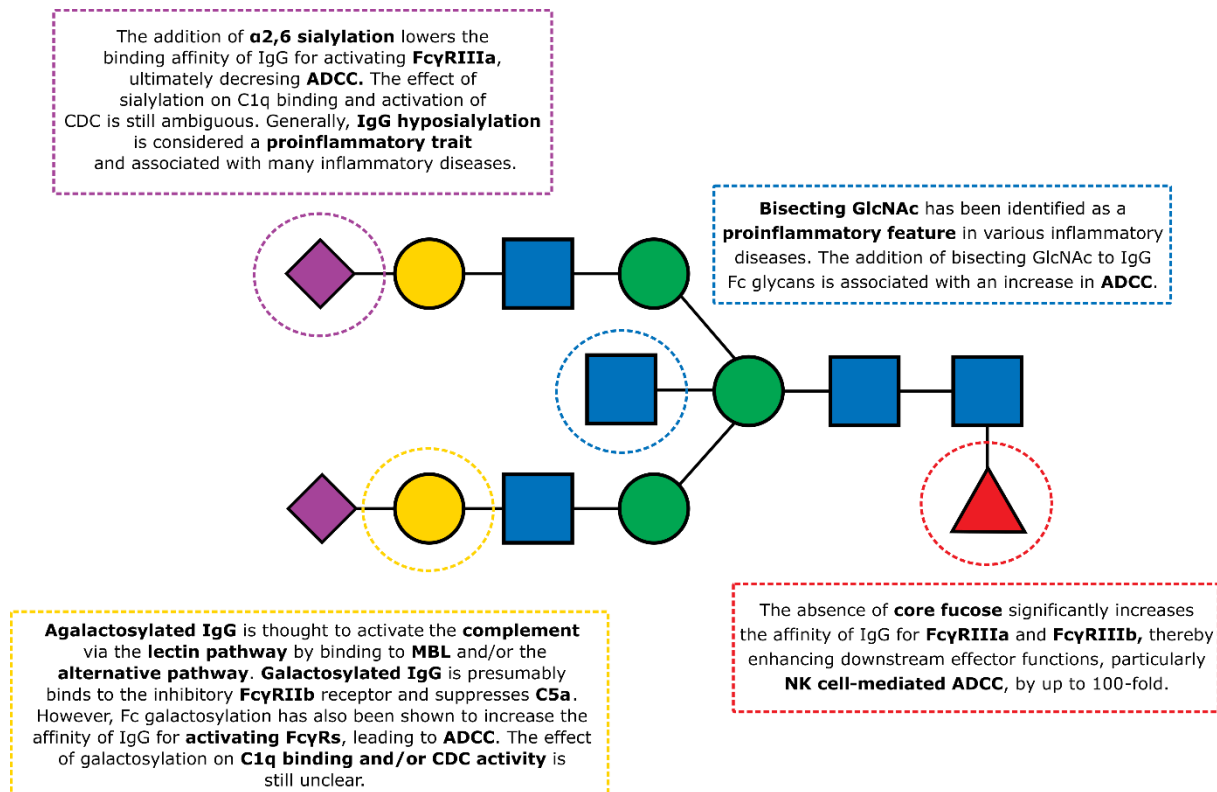 The addition of α2,6 sialylation lowers the
binding affinity of IgG for activating FcγRIIIa,
ultimately decresing ADCC. The effect of
sialylation on C1q binding and activation of
CDC is still ambiguous. Generally, IgG hyposialylation
is considered a proinflammatory trait
and associated with many inflammatory diseases.
Bisecting GlcNAc has been identified as a
proinflammatory feature in various inflammatory
diseases. The addition of bisecting GlcNAc to IgG
Fc glycans is associated with an increase in ADCC.
Agalactosylated IgG is thought to activate the complement
via the lectin pathway by binding to MBL and/or the
alternative pathway. Galactosylated IgG is presumably
binds to the inhibitory FcγRIIb receptor and suppresses C5a.
However, Fc galactosylation has also been shown to increase the
affinity of IgG for activating FcγRs, leading to ADCC. The effect
of galactosylation on C1q binding and/or CDC activity is
still unclear.
The absence of core fucose significantly increases
the affinity of IgG for FcγRIIIa and FcγRIIIb, thereby
enhancing downstream effector functions, particularly
NK cell-mediated ADCC, by up to 100-fold.